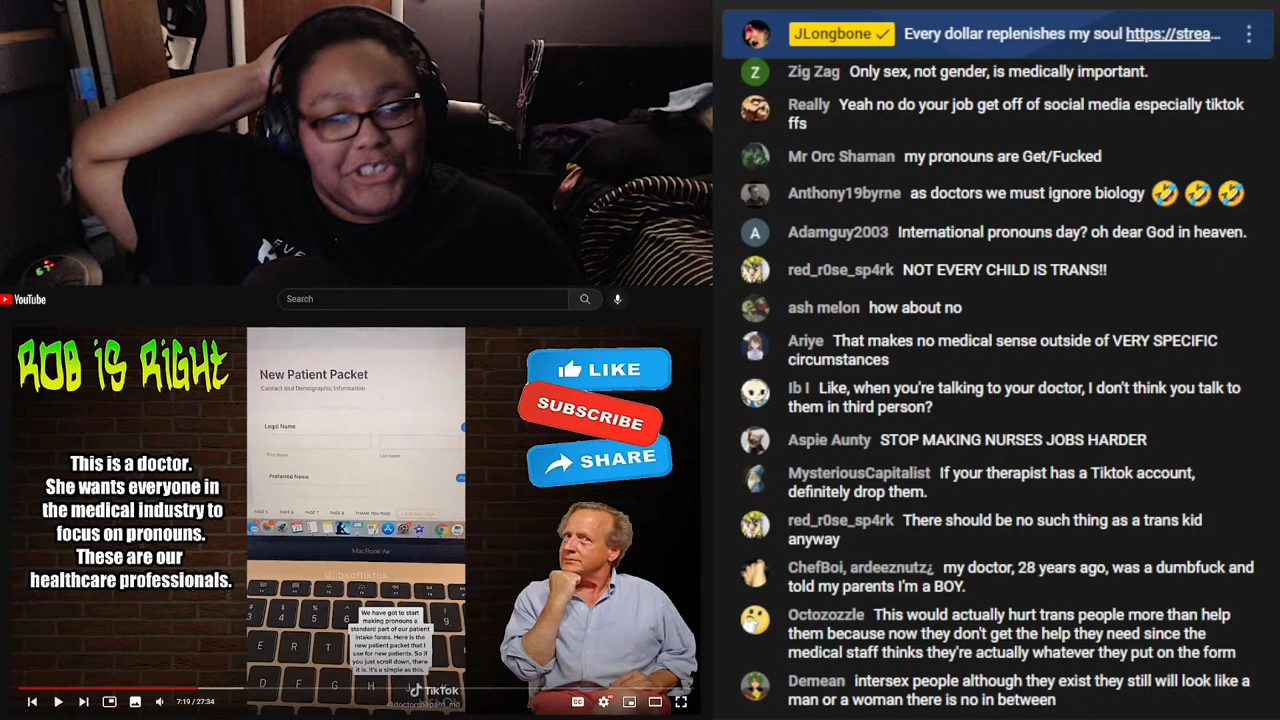 JLongbone ✓ Every dollar replenishes my soul https://strea...
Z Zig Zag Only sex, not gender, is medically important.
Really Yeah no do your job get off of social media especially tiktok
ffs
Mr Orc Shaman my pronouns are Get/Fucked
Anthony19byrne as doctors we must ignore biology 🤣 🤣 🤣
A Adamguy2003 International pronouns day? oh dear God in heaven.
red_r0se_sp4rk NOT EVERY CHILD IS TRANS!!
ash melon how about no
Ariye That makes no medical sense outside of VERY SPECIFIC
circumstances
Ib I Like, when you're talking to your doctor, I don't think you talk to
them in third person?
Aspie Aunty STOP MAKING NURSES JOBS HARDER
MysteriousCapitalist If your therapist has a Tiktok account,
definitely drop them.
red_r0se_sp4rk There should be no such thing as a trans kid
anyway
ChefBoi, ardeeznutz¿ my doctor, 28 years ago, was a dumbfuck and
told my parents I'm a BOY.
Octozozzle This would actually hurt trans people more than help
them because now they don't get the help they need since the
medical staff thinks they're actually whatever they put on the form
Demean intersex people although they exist they still will look like a
man or a woman there is no in between
YouTube
Search
ROB iS RiGHT
This is a doctor.
She wants everyone in
the medical industry to
focus on pronouns.
These are our
healthcare professionals.
New Patient Packet
Contact and Demographic Information
Legal Name
First Name
Last Name
Preferred Name
PAGE 5 PAGE 6 PAGE 7 PAGE 8 THANK YOU PAGE
MacBook Air
@libsoftiktok
We have got to start
making pronouns a
standard part of our patient
intake forms. Here is the
new patient packet that I
use for new patients. So if
you just scroll down, there
it is. It's a simple as this.
$ 4
5
6
9
E R T
D F G H
TikTok
LIKE
SUBSCRIBE
SHARE
7:19 / 27:34
CC